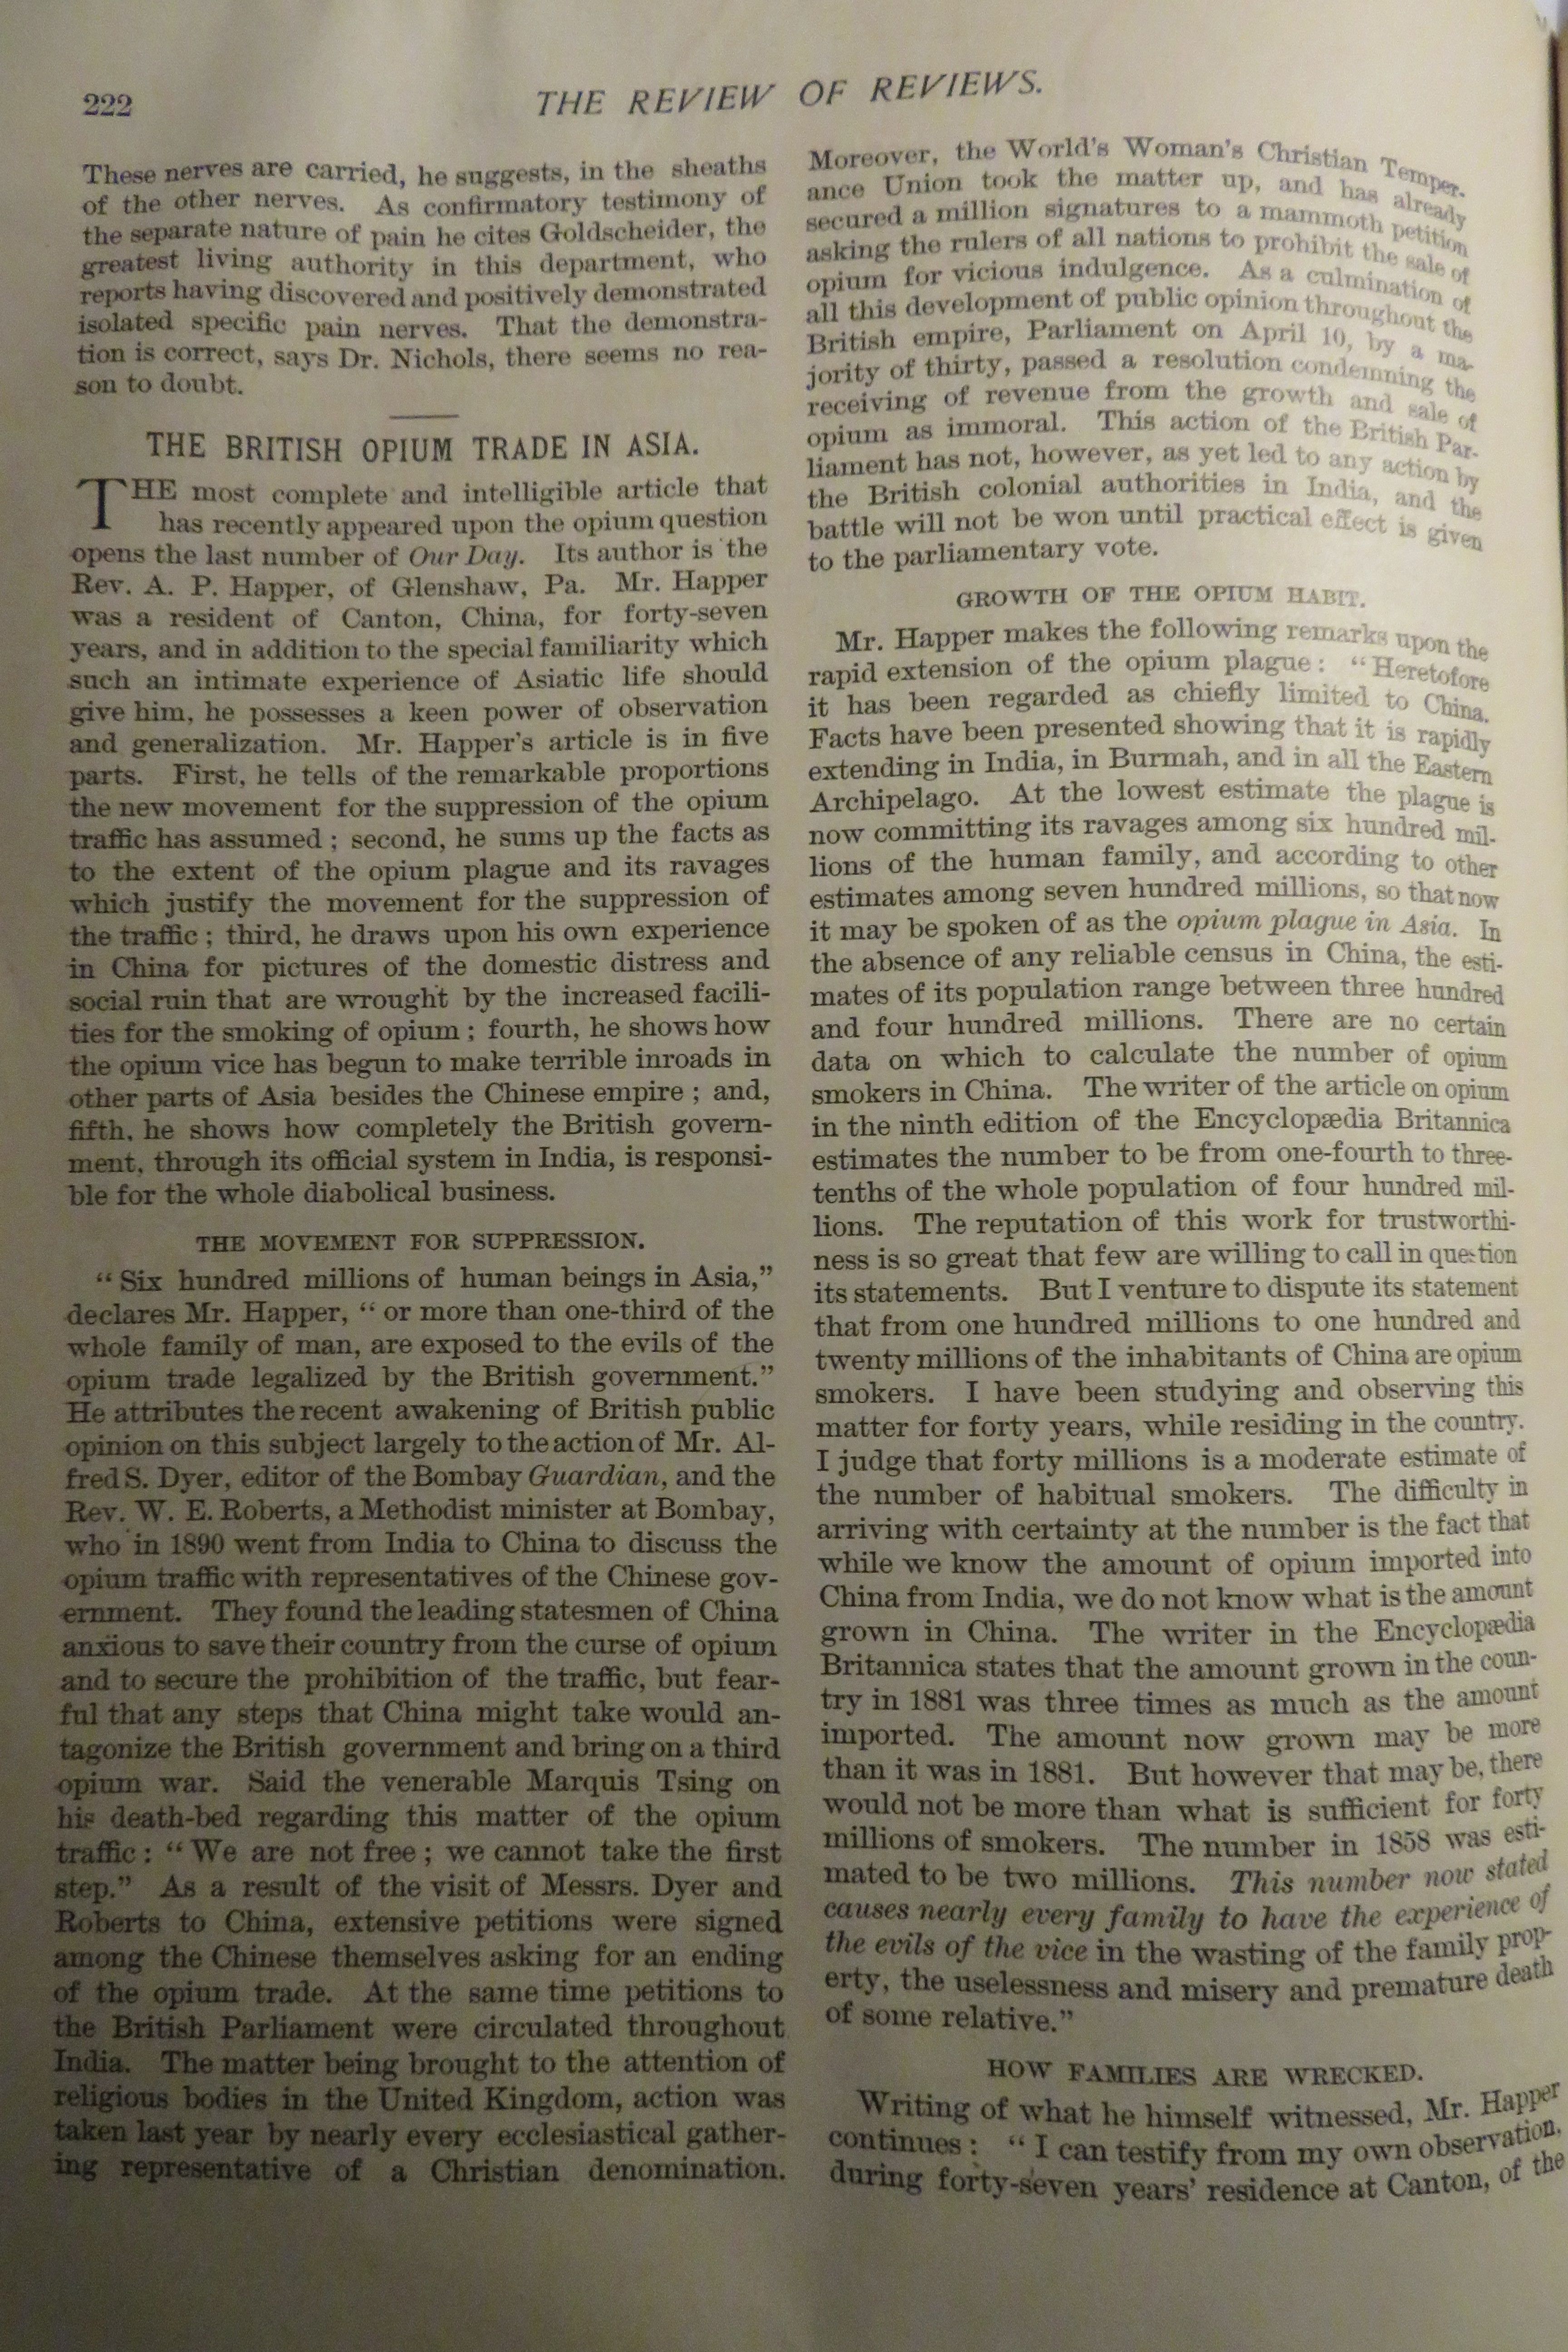 222
THE REVIEW OF REVIEWS.
These nerves are carried, he suggests, in the sheaths
of the other nerves. As confirmatory testimony of
the separate nature of pain he cites Goldscheider, the
greatest living authority in this department, who
reports having discovered and positively demonstrated
isolated specific pain nerves. That the demonstra-
tion is correct, says Dr. Nichols, there seems no rea-
son to doubt.
THE BRITISH OPIUM TRADE IN ASIA.
THE most complete and intelligible article that
has recently appeared upon the opium question
opens the last number of Our Day. Its author is the
Rev. A. P. Happer, of Glenshaw, Pa. Mr. Happer
was a resident of Canton, China, for forty-seven
years, and in addition to the special familiarity which
such an intimate experience of Asiatic life should
give him, he possesses a keen power of observation
and generalization. Mr. Happer's article is in five
parts. First, he tells of the remarkable proportions
the new movement for the suppression of the opium
traffic has assumed ; second, he sums up the facts as
to the extent of the opium plague and its ravages
which justify the movement for the suppression of
the traffic ; third, he draws upon his own experience
in China for pictures of the domestic distress and
social ruin that are wrought by the increased facili-
ties for the smoking of opium ; fourth, he shows how
the opium vice has begun to make terrible inroads in
other parts of Asia besides the Chinese empire ; and,
fifth, he shows how completely the British govern-
ment, through its official system in India, is responsi-
ble for the whole diabolical business.
THE MOVEMENT FOR SUPPRESSION.
“ Six hundred millions of human beings in Asia,”
declares Mr. Happer, “ or more than one-third of the
whole family of man, are exposed to the evils of the
opium trade legalized by the British government.”
He attributes the recent awakening of British public
opinion on this subject largely to the action of Mr. Al-
fred S. Dyer, editor of the Bombay Guardian, and the
Rev. W. E. Roberts, a Methodist minister at Bombay,
who in 1890 went from India to China to discuss the
opium traffic with representatives of the Chinese gov-
ernment. They found the leading statesmen of China
anxious to save their country from the curse of opium
and to secure the prohibition of the traffic, but fear-
ful that any steps that China might take would an-
tagonize the British government and bring on a third
opium war. Said the venerable Marquis Tsing on
his death-bed regarding this matter of the opium
traffic : “ We are not free ; we cannot take the first
step.” As a result of the visit of Messrs. Dyer and
Roberts to China, extensive petitions were signed
among the Chinese themselves asking for an ending
of the opium trade. At the same time petitions to
the British Parliament were circulated throughout
India. The matter being brought to the attention of
religious bodies in the United Kingdom, action was
taken last year by nearly every ecclesiastical gather-
ing representative of a Christian denomination.
Moreover, the World's Woman's Christian Temper-
ance Union took the matter up, and has already
secured a million signatures to a mammoth petition
asking the rulers of all nations to prohibit the sale of
opium for vicious indulgence. As a culmination of
all this development of public opinion throughout the
British empire, Parliament on April 10, by a ma-
jority of thirty, passed a resolution condemning the
receiving of revenue from the growth and sale of
opium as immoral. This action of the British Par-
liament has not, however, as yet led to any action by
the British colonial authorities in India, and the
battle will not be won until practical effect is given
to the parliamentary vote.
GROWTH OF THE OPIUM HABIT.
Mr. Happer makes the following remarks upon the
rapid extension of the opium plague : “ Heretofore
it has been regarded as chiefly limited to China.
Facts have been presented showing that it is rapidly
extending in India, in Burmah, and in all the Eastern
Archipelago. At the lowest estimate the plague is
now committing its ravages among six hundred mil-
lions of the human family, and according to other
estimates among seven hundred millions, so that now
it may be spoken of as the opium plague in Asia. In
the absence of any reliable census in China, the esti-
mates of its population range between three hundred
and four hundred millions. There are no certain
data on which to calculate the number of opium
smokers in China. The writer of the article on opium
in the ninth edition of the Encyclopædia Britannica
estimates the number to be from one-fourth to three-
tenths of the whole population of four hundred mil-
lions. The reputation of this work for trustworthi-
ness is so great that few are willing to call in question
its statements. But I venture to dispute its statement
that from one hundred millions to one hundred and
twenty millions of the inhabitants of China are opium
smokers. I have been studying and observing this
matter for forty years, while residing in the country.
I judge that forty millions is a moderate estimate of
the number of habitual smokers. The difficulty in
arriving with certainty at the number is the fact that
while we know the amount of opium imported into
China from India, we do not know what is the amount
grown in China. The writer in the Encyclopædia
Britannica states that the amount grown in the coun-
try in 1881 was three times as much as the amount
imported. The amount now grown may be more
than it was in 1881. But however that may be, there
would not be more than what is sufficient for forty
millions of smokers. The number in 1858 was esti-
mated to be two millions. This number now stated
causes nearly every family to have the experience of
the evils of the vice in the wasting of the family prop-
erty, the uselessness and misery and premature death
of some relative.”
HOW FAMILIES ARE WRECKED.
Writing of what he himself witnessed, Mr. Happer
continues : “ I can testify from my own observation,
during forty-seven years' residence at Canton, of the